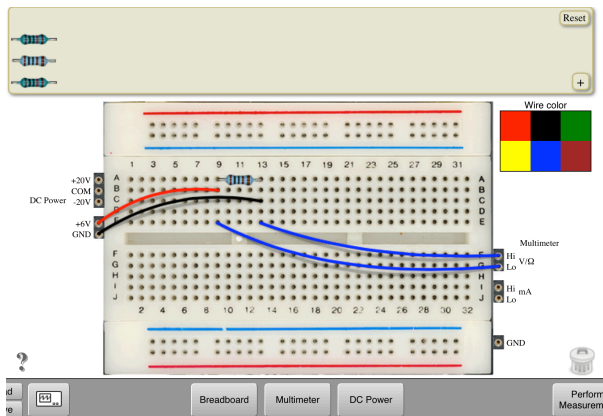 Reset
+
Wire color
1 3 5 7 9 11 13 15 17 19 21 23 25 27 29 31
A A
B B
C C
D D
E E
+20V
COM
-20V
DC Power
+6V
GND
Multimeter
F F
G G
H H
I I
J J
Hi
Lo
V/Ω
Hi
Lo
mA
2 4 6 8 10 12 14 16 18 20 22 24 26 28 30 32
GND
?
Breadboard
Multimeter
DC Power
Perform
Measurem